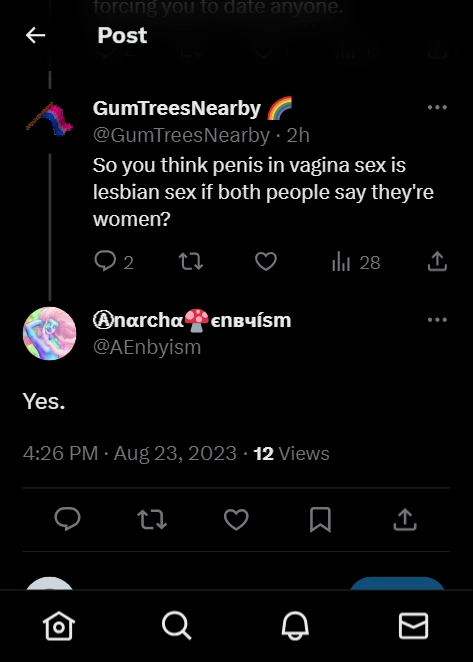 forcing you to date anyone.
Post
GumTreesNearby 🌈
@GumTreesNearby · 2h
So you think penis in vagina sex is
lesbian sex if both people say they're
women?
2
28
Ⓐnαrchα🍄єnвчísm
@AEnbyism
Yes.
4:26 PM · Aug 23, 2023 · 12 Views